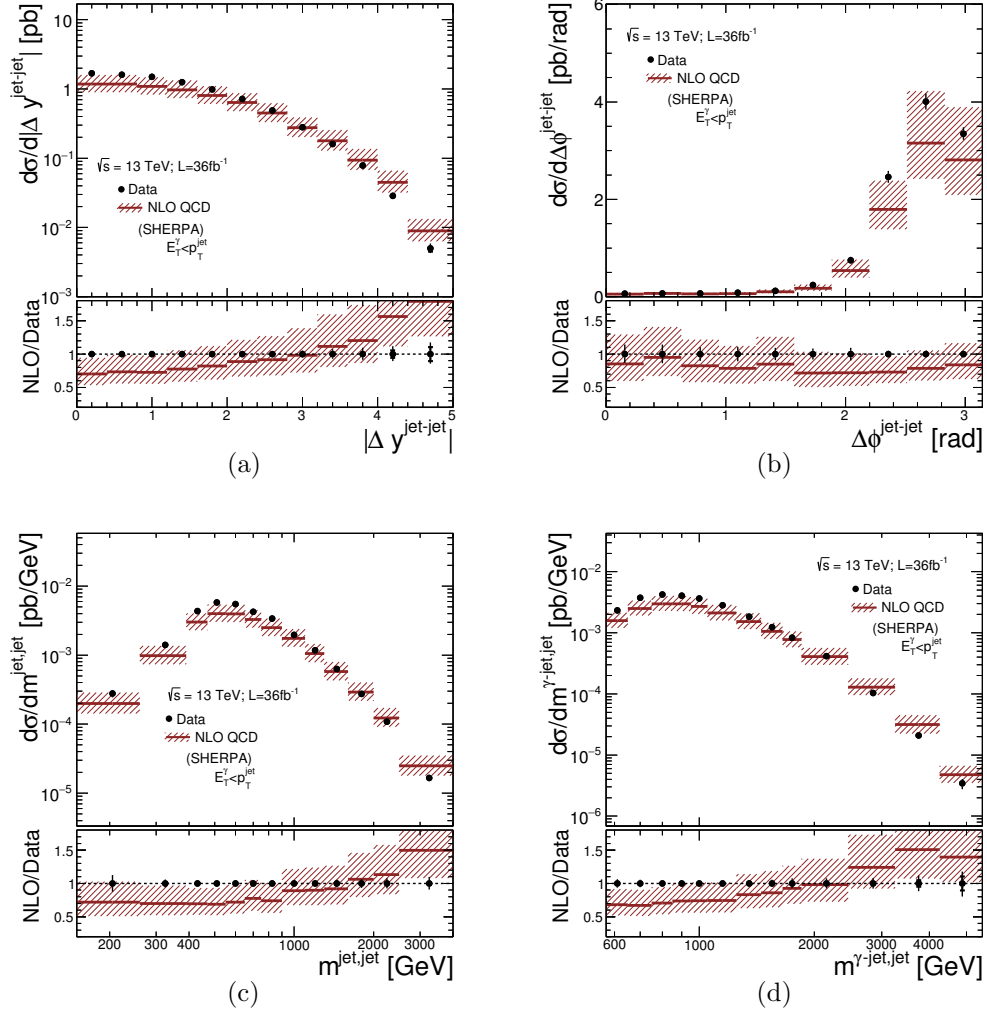 dσ/d|Δ y^jet-jet| [pb]
10
1
10⁻¹
10⁻²
10⁻³
√s = 13 TeV; L=36fb⁻¹
Data
NLO QCD
(SHERPA)
E_T^γ<p_T^jet
NLO/Data
1.5
1
0.5
0 1 2 3 4 5
|Δ y^jet-jet|
(a)
dσ/dΔϕ^jet-jet [pb/rad]
6
4
2
0
√s = 13 TeV; L=36fb⁻¹
Data
NLO QCD
(SHERPA)
E_T^γ<p_T^jet
NLO/Data
1.5
1
0.5
0 1 2 3
Δϕ^jet-jet [rad]
(b)
dσ/dm^jet,jet [pb/GeV]
10⁻²
10⁻³
10⁻⁴
10⁻⁵
√s = 13 TeV; L=36fb⁻¹
Data
NLO QCD
(SHERPA)
E_T^γ<p_T^jet
NLO/Data
1.5
1
0.5
200 300 400 1000 2000 3000
m^jet,jet [GeV]
(c)
dσ/dm^γ-jet,jet [pb/GeV]
10⁻²
10⁻³
10⁻⁴
10⁻⁵
10⁻⁶
√s = 13 TeV; L=36fb⁻¹
Data
NLO QCD
(SHERPA)
E_T^γ<p_T^jet
NLO/Data
1.5
1
0.5
600 1000 2000 3000 4000
m^γ-jet,jet [GeV]
(d)